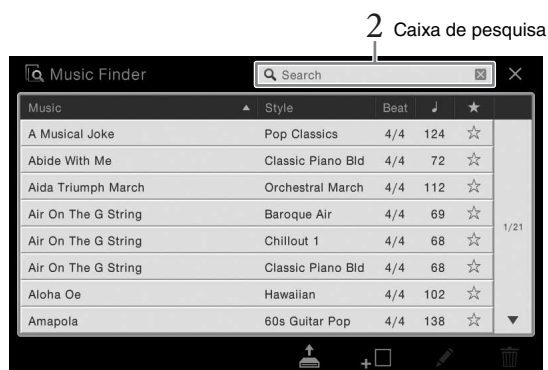 2 Caixa de pesquisa
Music Finder Search
Music Style Beat
A Musical Joke Pop Classics 4/4 124
Abide With Me Classic Piano Bld 4/4 72
Aida Triumph March Orchestral March 4/4 112
Air On The G String Baroque Air 4/4 69
Air On The G String Chillout 1 4/4 68
Air On The G String Classic Piano Bld 4/4 68
Aloha Oe Hawaiian 4/4 102
Amapola 60s Guitar Pop 4/4 138
1/21